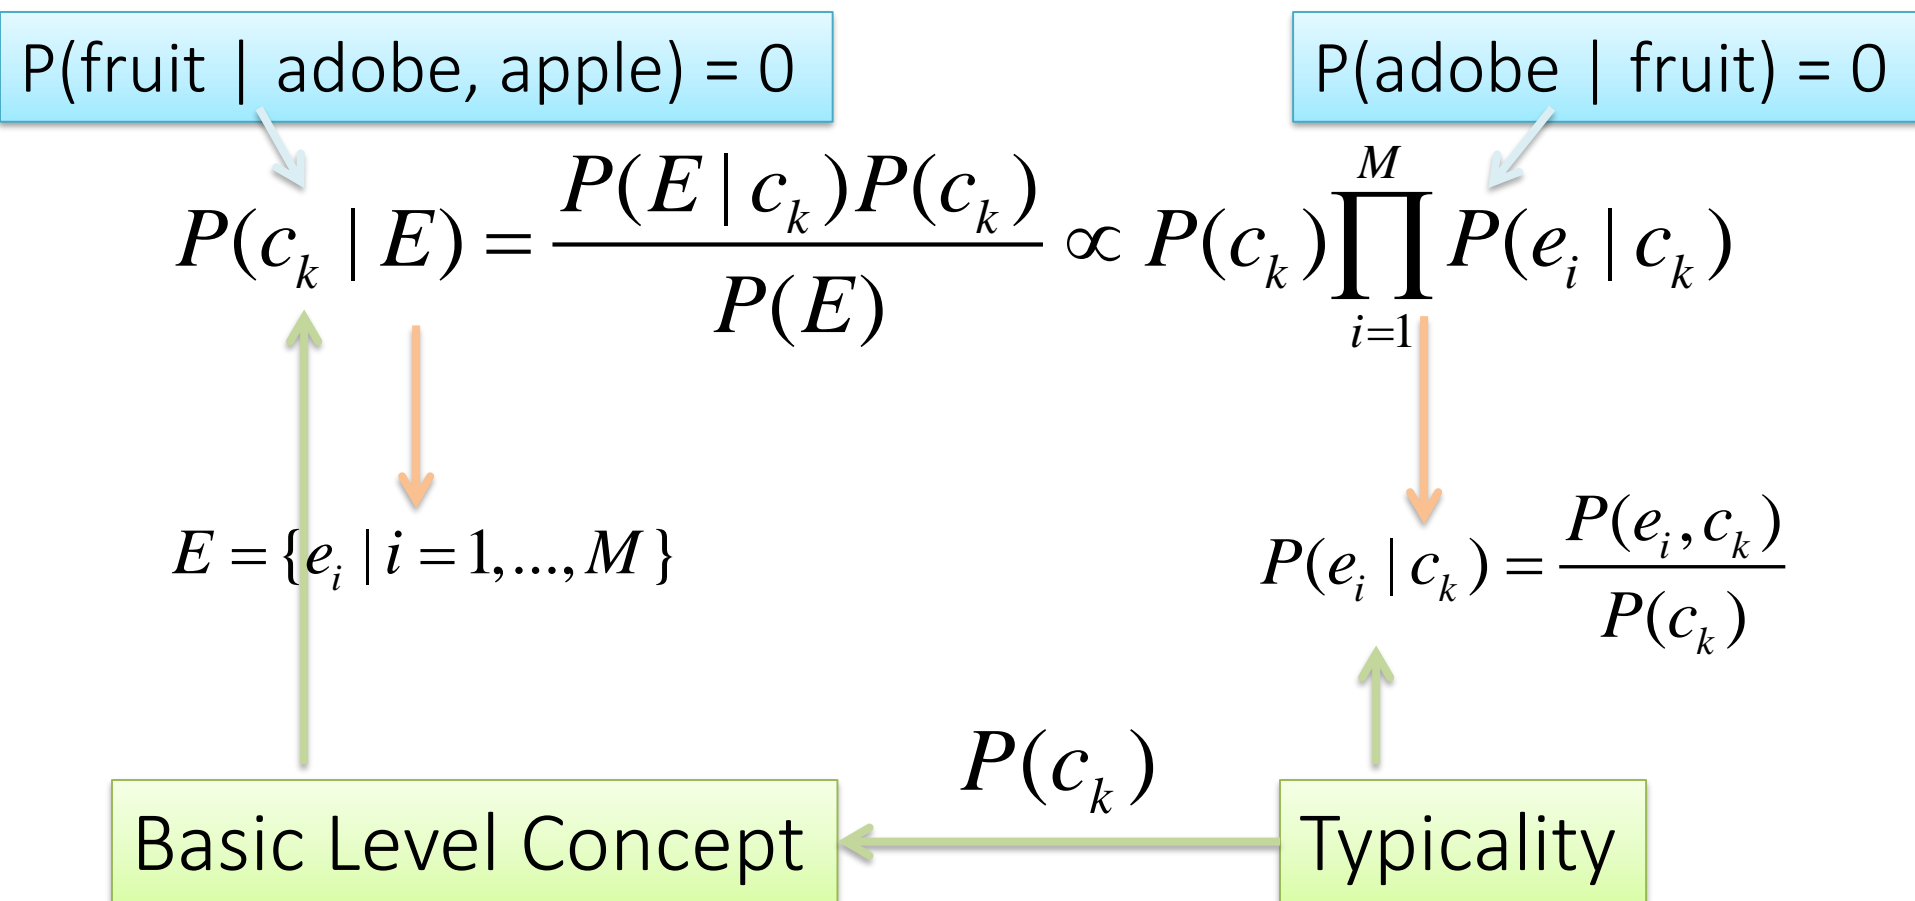 P(fruit | adobe, apple) = 0
P(adobe | fruit) = 0
P(c_k | E) = P(E | c_k)P(c_k) / P(E) ∝ P(c_k) ∏_{i=1}^{M} P(e_i | c_k)
E = {e_i | i = 1,..., M}
P(e_i | c_k) = P(e_i, c_k) / P(c_k)
P(c_k)
Basic Level Concept
Typicality